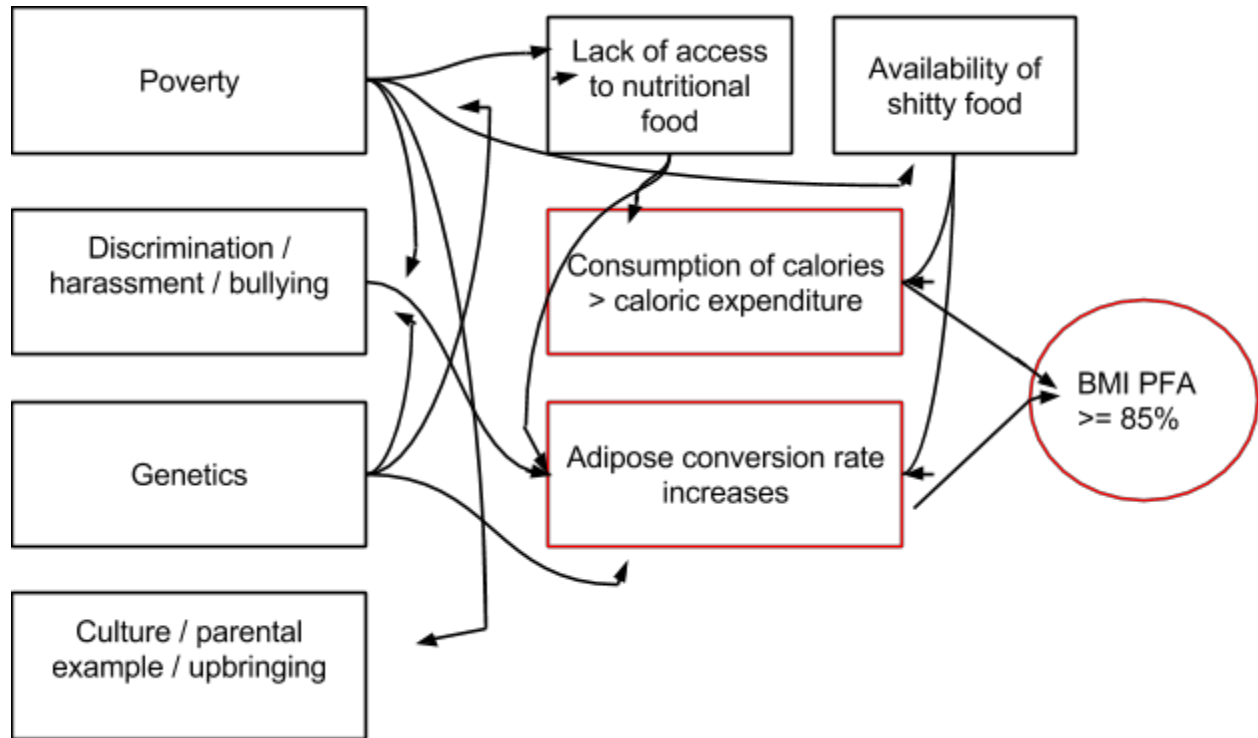 Poverty
Lack of access
to nutritional
food
Availability of
shitty food
Discrimination /
harassment / bullying
Consumption of calories
> caloric expenditure
BMI PFA
>= 85%
Genetics
Adipose conversion rate
increases
Culture / parental
example / upbringing